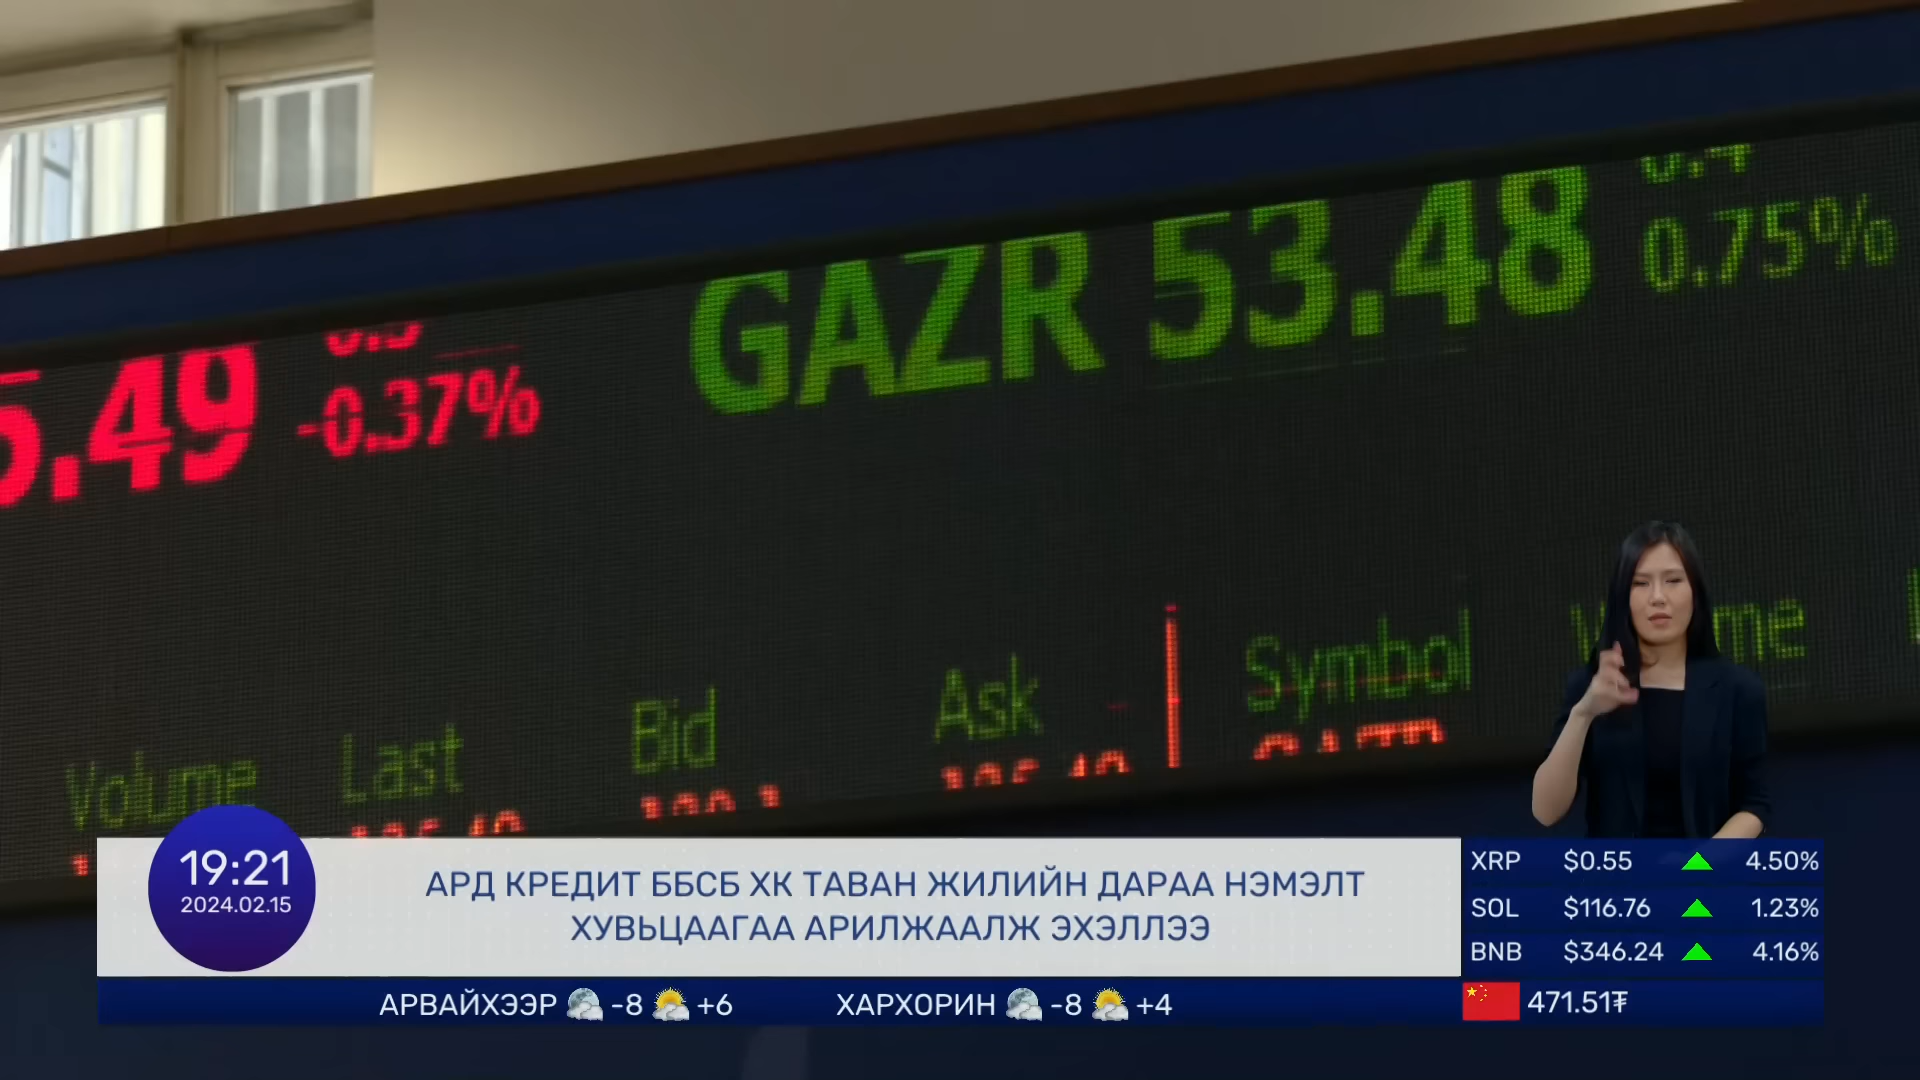 0.75%
GAZR 53.48
.49
-0.37%
Symbol
Ask
Bid
Last
Volume
19:21
2024.02.15
АРД КРЕДИТ ББСБ ХК ТАВАН ЖИЛИЙН ДАРАА НЭМЭЛТ
ХУВЬЦААГАА АРИЛЖААЛЖ ЭХЭЛЛЭЭ
XRP $0.55 4.50%
SOL $116.76 1.23%
BNB $346.24 4.16%
АРВАЙХЭЭР -8 +6 ХАРХОРИН -8 +4
471.51₮